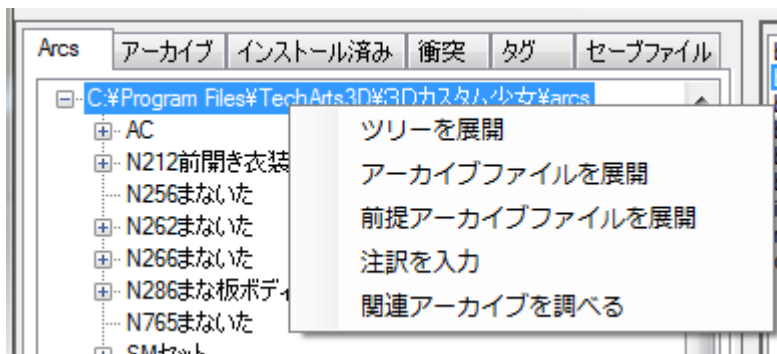 Arcs アーカイブ インストール済み 衝突 タグ セーブファイル
C:¥Program Files¥TechArts3D¥3Dカスタム少女¥arcs
AC
N212前開き衣装
N256まないた
N262まないた
N266まないた
N286まな板ボディ
N765まないた
SMセット
ツリーを展開
アーカイブファイルを展開
前提アーカイブファイルを展開
注訳を入力
関連アーカイブを調べる